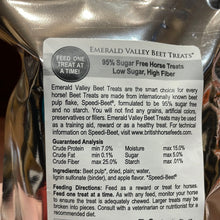 EMERALD VALLEY BEET TREATS
FEED ONE
TREAT AT
A TIME!
95% Sugar Free Horse Treats
Low Sugar, High Fiber
Emerald Valley Beet Treats are the smart choice for every
horse! Beet Treats are made from internationally known beet
pulp flake, Speedi-Beet®, formulated to be 95% sugar free
and no starch. You will not find any grains, artificial colors,
preservatives or fillers. Emerald Valley Beet Treats may be used
as a training aid, reward or as a healthy treat. For information
on Speedi-Beet, visit www.britishhorsefeeds.com
Guaranteed Analysis
Crude Protein min 7.0% Moisture max 15.0%
Crude Fat min 0.1% Sugar max 5.0%
Crude Fiber max 25.0% Starch max .01%
Ingredients: Beet pulp*, dried, plain; water,
lignin sulfonate (binder), and apple flavor. *Speedi-Beet®
Feeding Directions: Feed as a reward or treat for horses.
Feed one treat at a time. As with any feed, monitor your
horse to ensure the treat is adequately chewed. Larger treats may be
broken into pieces. Consult with a veterinarian or nutritionist for
recommended